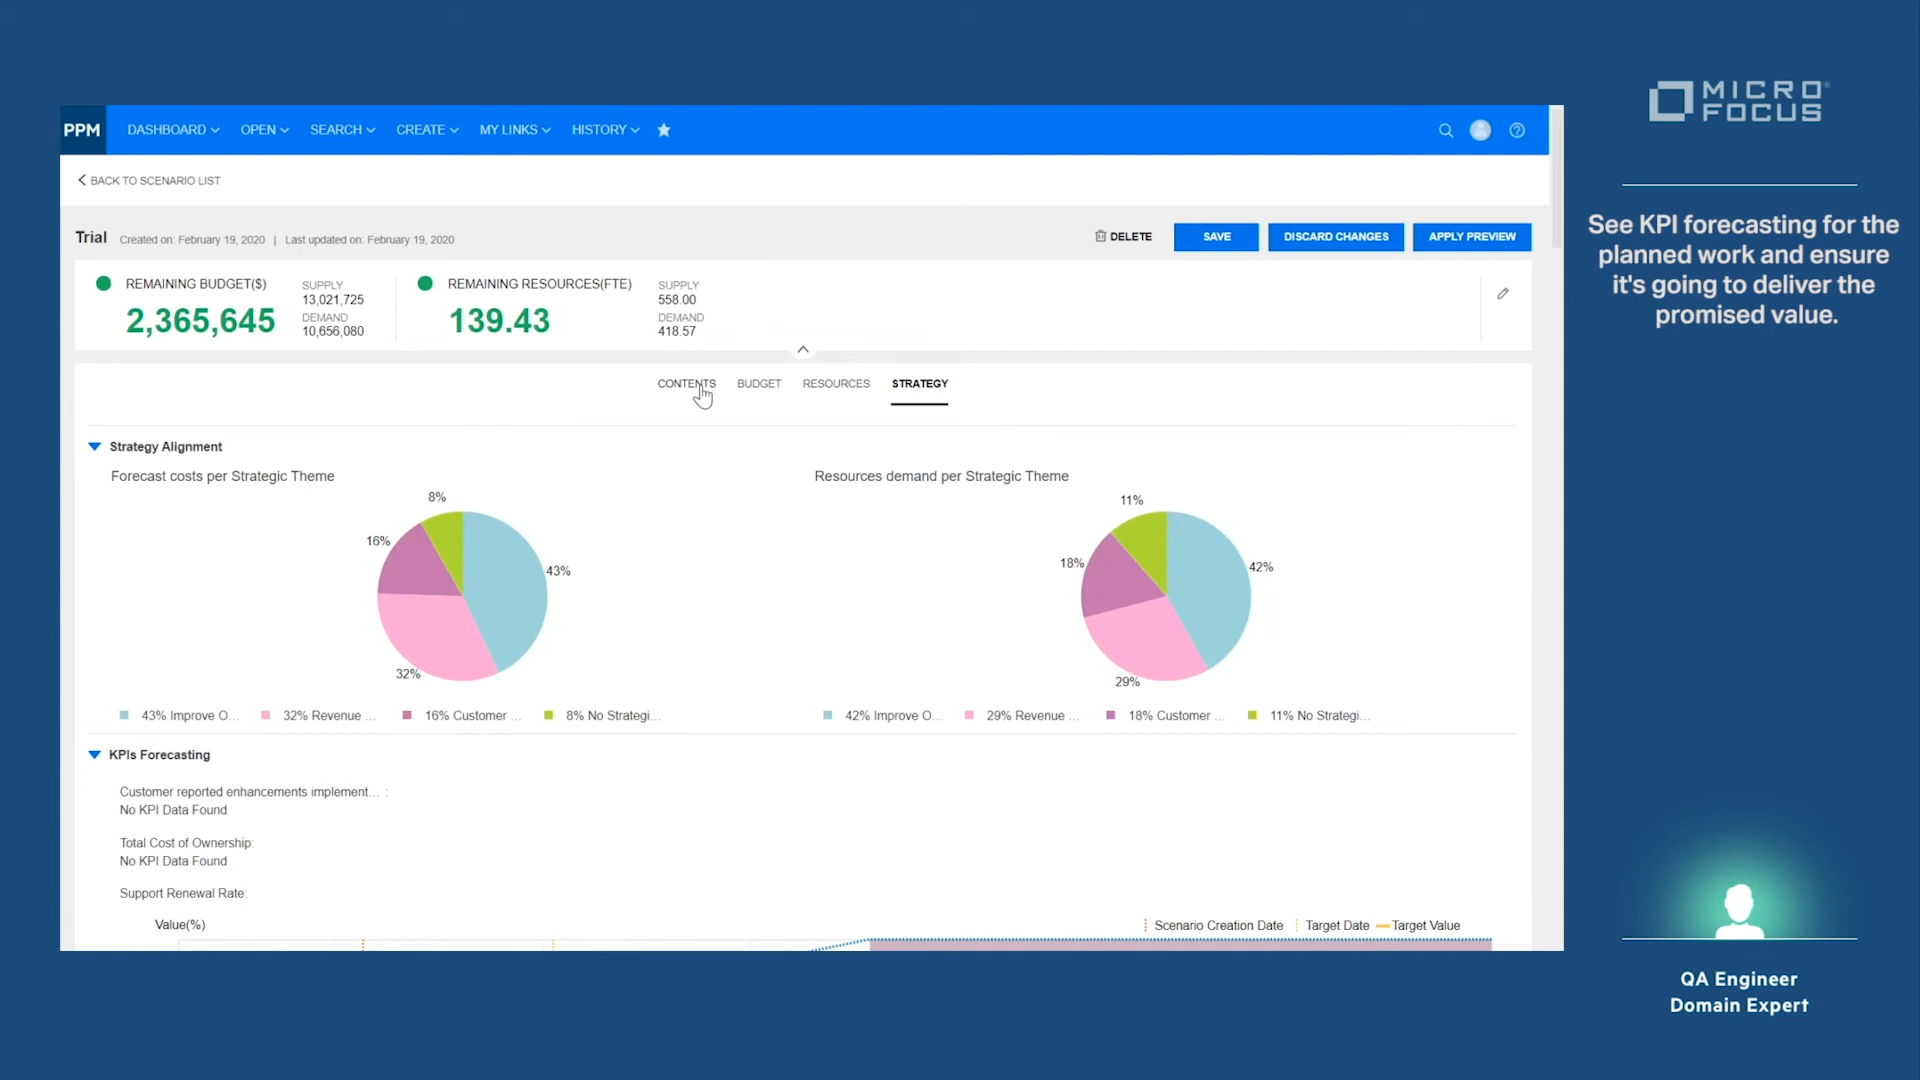 MICRO
FOCUS
See KPI forecasting for the
planned work and ensure
it's going to deliver the
promised value.
PPM DASHBOARD OPEN SEARCH CREATE MY LINKS HISTORY
BACK TO SCENARIO LIST
Trial Created on: February 19, 2020 | Last updated on: February 19, 2020
DELETE SAVE DISCARD CHANGES APPLY PREVIEW
REMAINING BUDGET($)
2,365,645
SUPPLY
13,021,725
DEMAND
10,656,080
REMAINING RESOURCES(FTE)
139.43
SUPPLY
558.00
DEMAND
418.57
CONTENTS BUDGET RESOURCES STRATEGY
Strategy Alignment
Forecast costs per Strategic Theme
8%
16%
43%
32%
43% Improve O... 32% Revenue ... 16% Customer ... 8% No Strategi...
Resources demand per Strategic Theme
11%
18%
42%
29%
42% Improve O... 29% Revenue ... 18% Customer ... 11% No Strategi...
KPIs Forecasting
Customer reported enhancements implement... :
No KPI Data Found
Total Cost of Ownership:
No KPI Data Found
Support Renewal Rate:
Value(%)
Scenario Creation Date Target Date Target Value
QA Engineer
Domain Expert